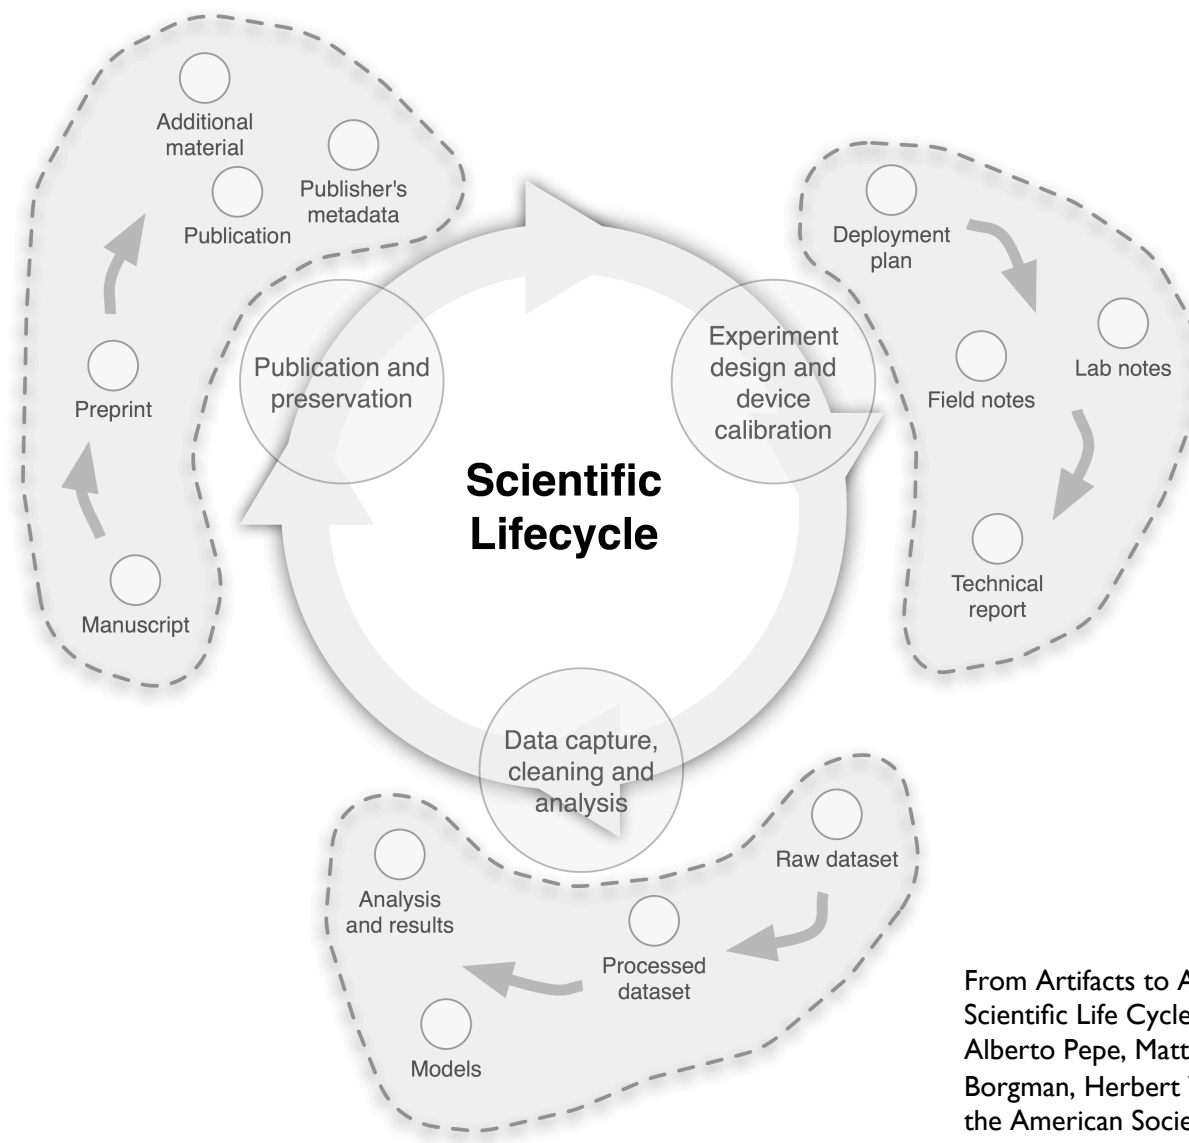 Additional
material
Publisher's
metadata
Publication
Preprint
Manuscript
Publication and
preservation
Scientific
Lifecycle
Experiment
design and
device
calibration
Deployment
plan
Lab notes
Field notes
Technical
report
Data capture,
cleaning and
analysis
Raw dataset
Processed
dataset
Analysis
and results
Models
From Artifacts to A
Scientific Life Cycle
Alberto Pepe, Matt
Borgman, Herbert
the American Socie